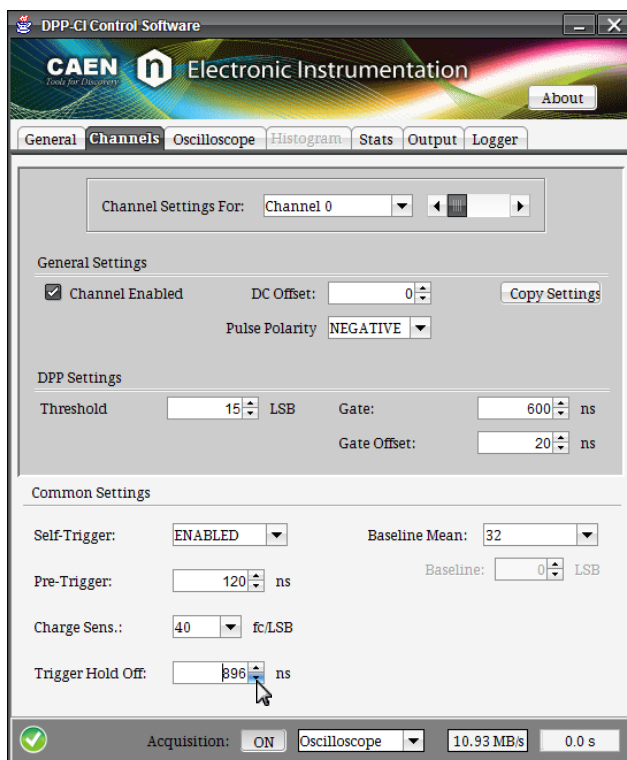 DPP-CI Control Software
CAEN n Electronic Instrumentation
Tools for Discovery
About
General Channels Oscilloscope Histogram Stats Output Logger
Channel Settings For: Channel 0
General Settings
Channel Enabled DC Offset: 0 Copy Settings
Pulse Polarity NEGATIVE
DPP Settings
Threshold 15 LSB Gate: 600 ns
Gate Offset: 20 ns
Common Settings
Self-Trigger: ENABLED Baseline Mean: 32
Baseline: 0 LSB
Pre-Trigger: 120 ns
Charge Sens.: 40 fc/LSB
Trigger Hold Off: 896 ns
Acquisition: ON Oscilloscope 10.93 MB/s 0.0 s